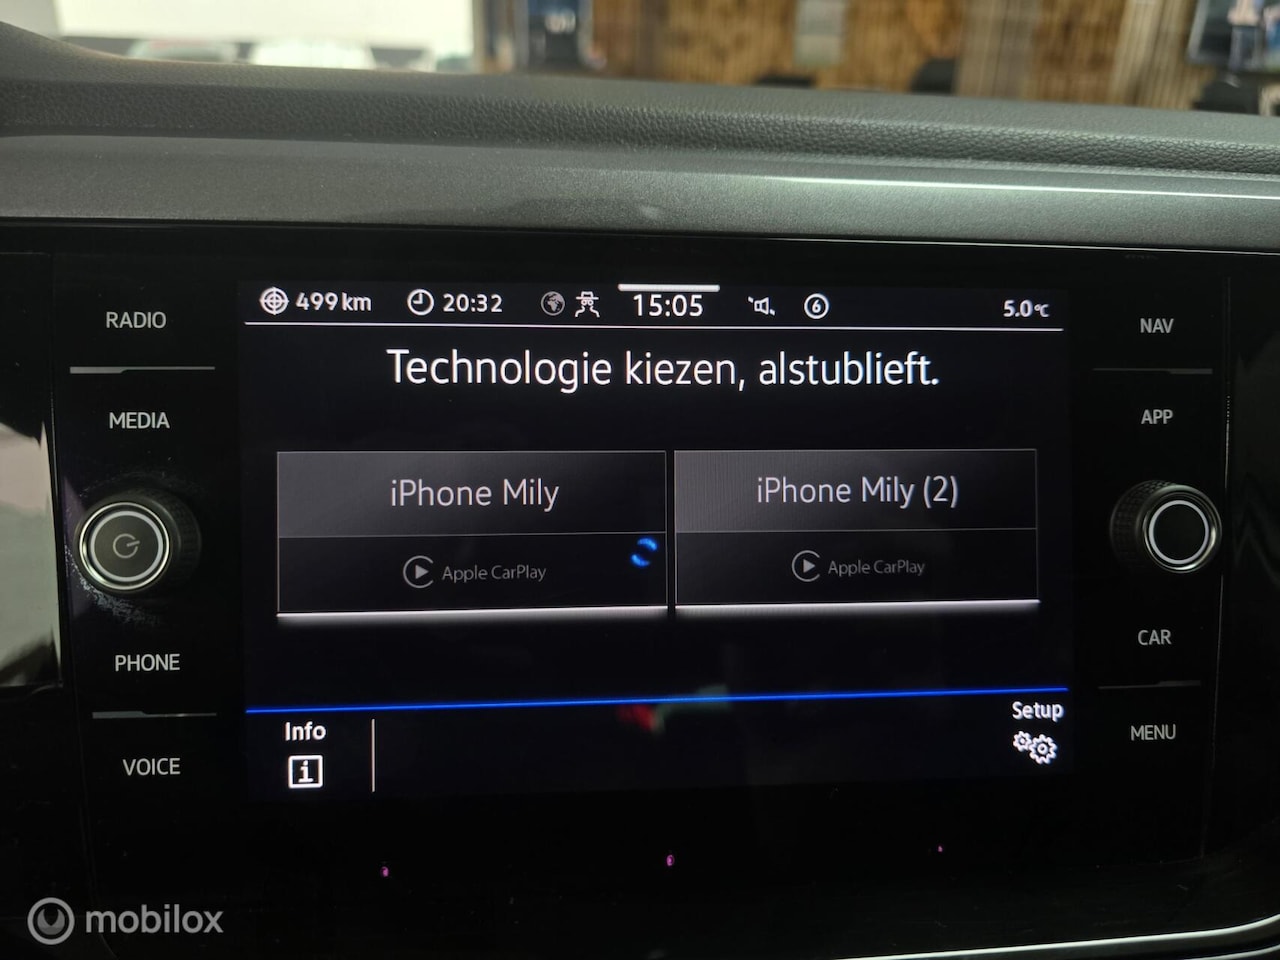 499 km 20:32 15:05 6 5.0°C
Technologie kiezen, alstublieft.
iPhone Mily
iPhone Mily (2)
Apple CarPlay
Apple CarPlay
Info
Setup
RADIO
MEDIA
PHONE
VOICE
NAV
APP
CAR
MENU
mobilox